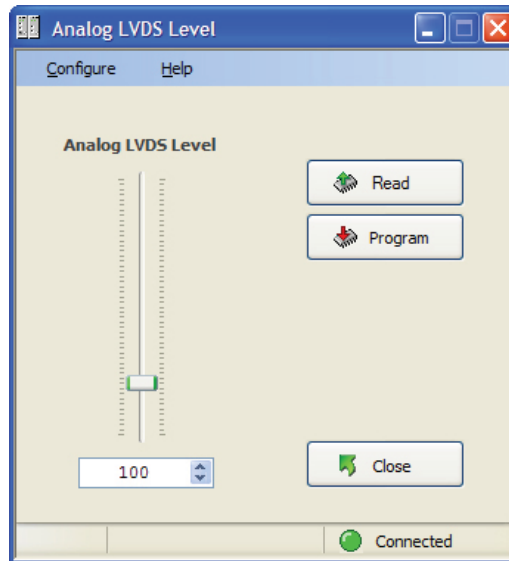 Analog LVDS Level
Configure Help
Analog LVDS Level
Read
Program
100
Close
Connected